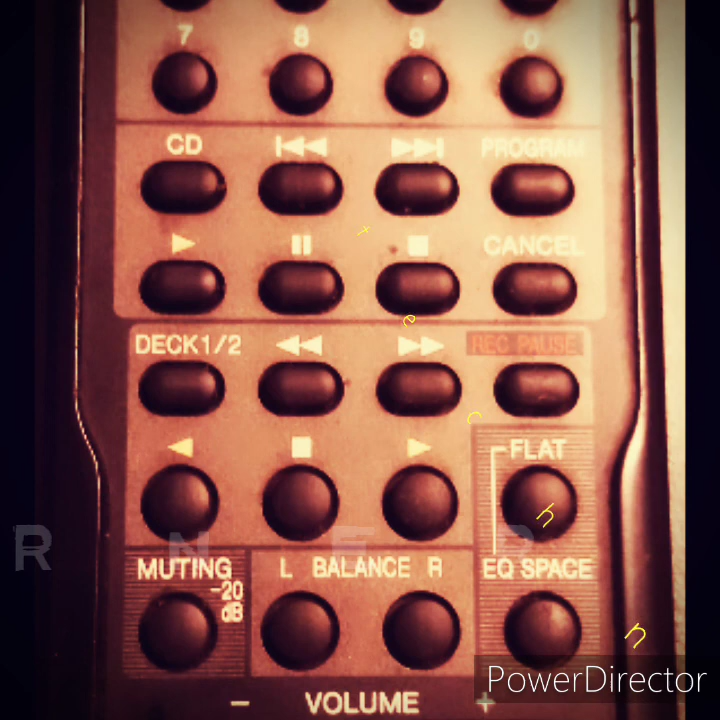 7 8 9 0
CD PROGRAM
CANCEL
DECK1/2 REC PAUSE
FLAT
R N E R
MUTING L BALANCE R EQ SPACE
-20
dB
PowerDirector
- VOLUME +